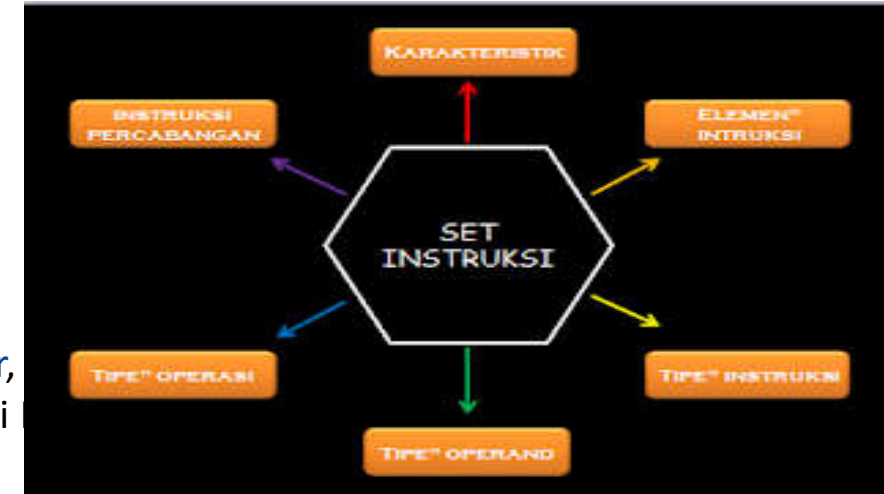 KARAKTERISTIK
INSTRUKSI
PERCABANGAN
ELEMEN"
INTRUKSI
SET
INSTRUKSI
TIPE" OPERASI
TIPE" INSTRUKSI
TIPE" OPERAND